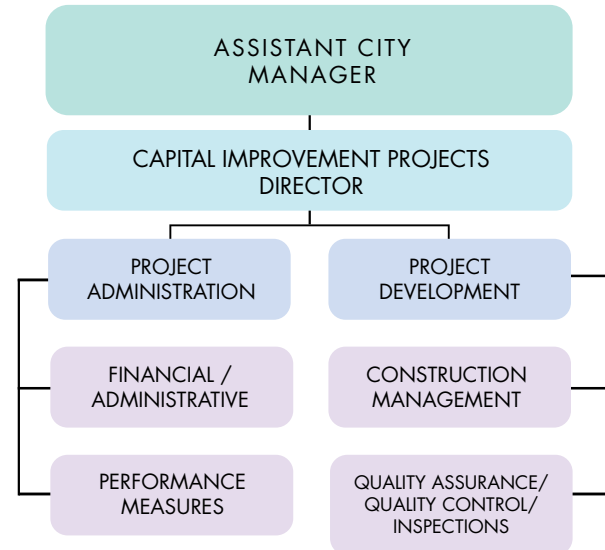 ASSISTANT CITY
MANAGER
CAPITAL IMPROVEMENT PROJECTS
DIRECTOR
PROJECT
ADMINISTRATION
PROJECT
DEVELOPMENT
FINANCIAL /
ADMINISTRATIVE
CONSTRUCTION
MANAGEMENT
PERFORMANCE
MEASURES
QUALITY ASSURANCE/
QUALITY CONTROL/
INSPECTIONS